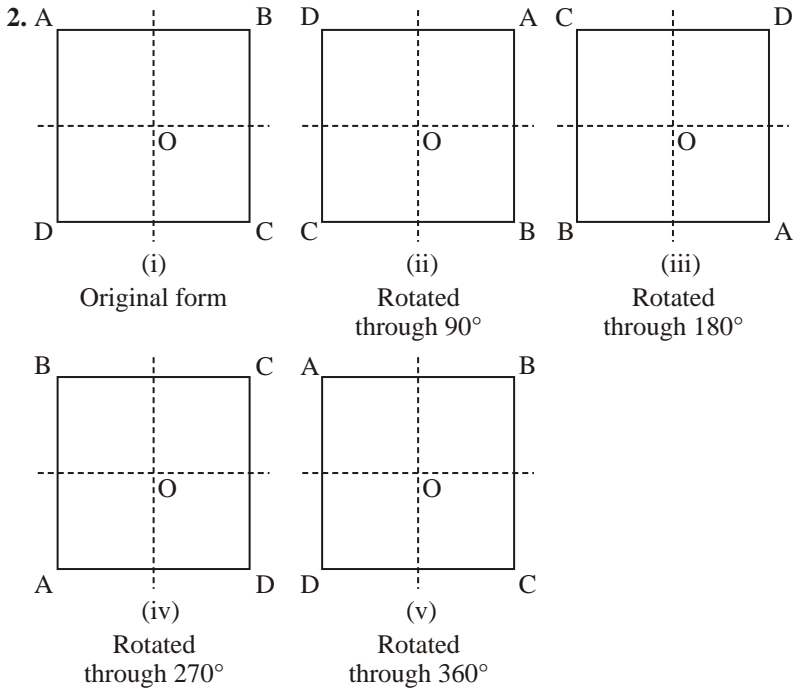 2. A B D A C D
O O O
D C C B B A
(i) (ii) (iii)
Original form Rotated Rotated
through 90° through 180°
B C A B
O O
A D D C
(iv) (v)
Rotated Rotated
through 270° through 360°